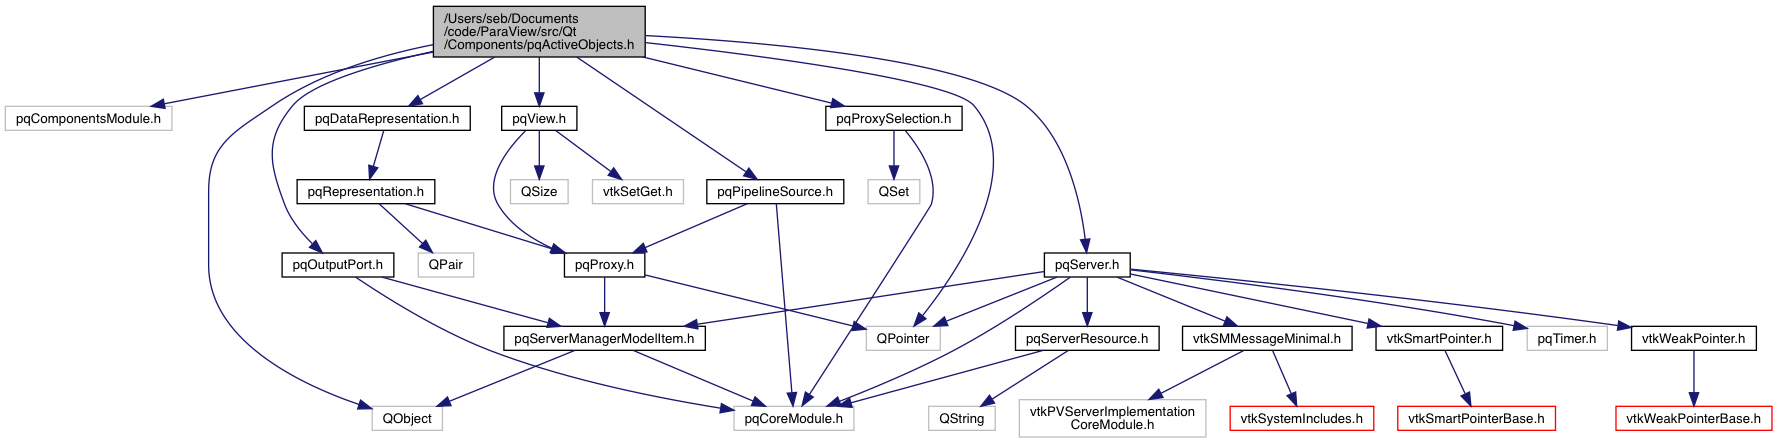 /Users/seb/Documents
/code/ParaView/src/Qt
/Components/pqActiveObjects.h
pqComponentsModule.h
pqDataRepresentation.h
pqView.h
pqProxySelection.h
pqRepresentation.h
QSize
vtkSetGet.h
pqPipelineSource.h
QSet
pqOutputPort.h
QPair
pqProxy.h
pqServer.h
pqServerManagerModelItem.h
QPointer
pqServerResource.h
vtkSMMessageMinimal.h
vtkSmartPointer.h
pqTimer.h
vtkWeakPointer.h
QObject
pqCoreModule.h
QString
vtkPVServerImplementation
CoreModule.h
vtkSystemIncludes.h
vtkSmartPointerBase.h
vtkWeakPointerBase.h